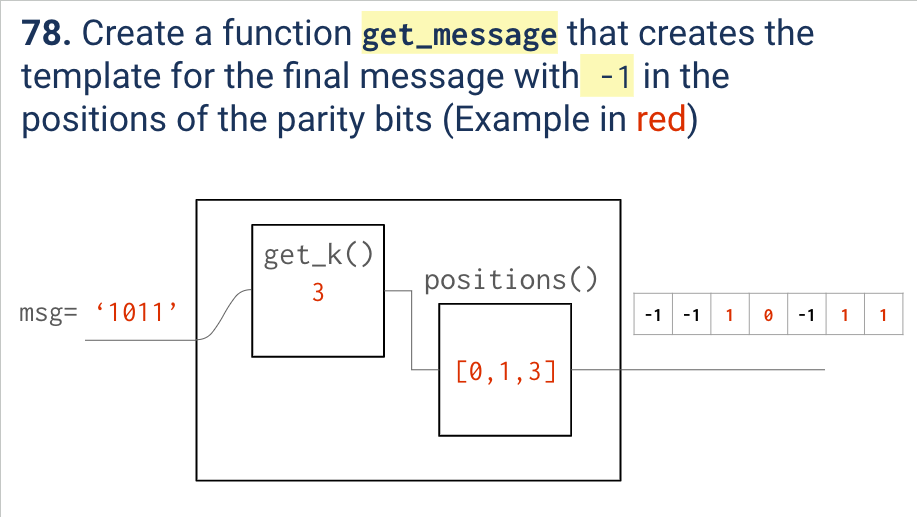 78. Create a function get_message that creates the
template for the final message with -1 in the
positions of the parity bits (Example in red)
get_k()
3
positions()
msg= ‘1011’
-1 -1 1 0 -1 1 1
[0,1,3]